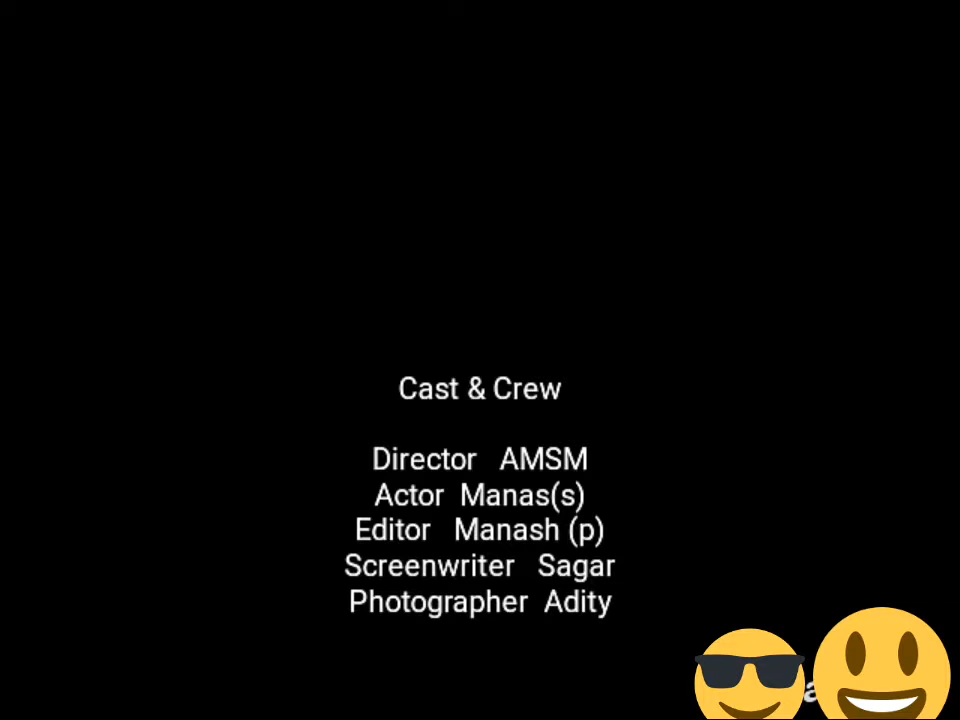 Cast & Crew
Director AMSM
Actor Manas(s)
Editor Manash (p)
Screenwriter Sagar
Photographer Adity